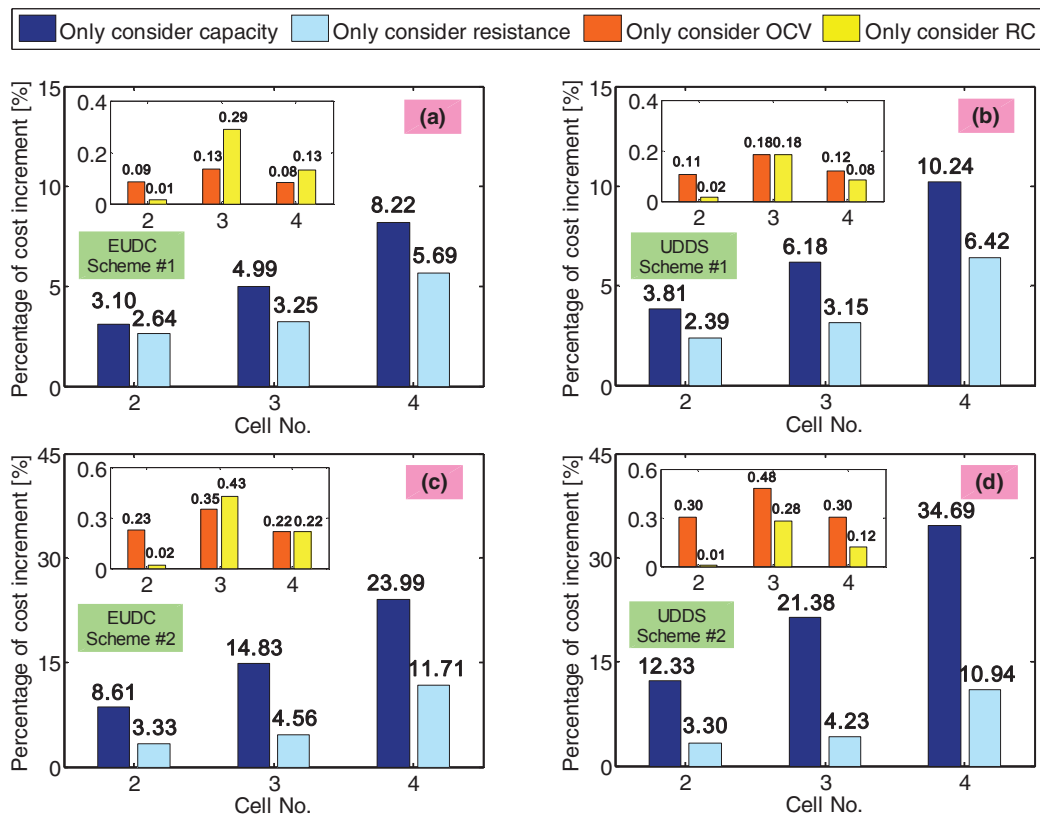 Only consider capacity Only consider resistance Only consider OCV Only consider RC
Percentage of cost increment [%]
15
10
5
0
0.4
0.2
0
0.09
0.01
0.13
0.29
0.08
0.13
2 3 4
(a)
EUDC
Scheme #1
3.10
2.64
4.99
3.25
8.22
5.69
2 3 4
Cell No.
Percentage of cost increment [%]
15
10
5
0
0.4
0.2
0
0.11
0.02
0.18
0.18
0.12
0.08
2 3 4
(b)
UDDS
Scheme #1
3.81
2.39
6.18
3.15
10.24
6.42
2 3 4
Cell No.
Percentage of cost increment [%]
45
30
15
0
0.6
0.3
0
0.23
0.02
0.35
0.43
0.22
0.22
2 3 4
(c)
EUDC
Scheme #2
8.61
3.33
14.83
4.56
23.99
11.71
2 3 4
Cell No.
Percentage of cost increment [%]
45
30
15
0
0.6
0.3
0
0.30
0.01
0.48
0.28
0.30
0.12
2 3 4
(d)
UDDS
Scheme #2
12.33
3.30
21.38
4.23
34.69
10.94
2 3 4
Cell No.